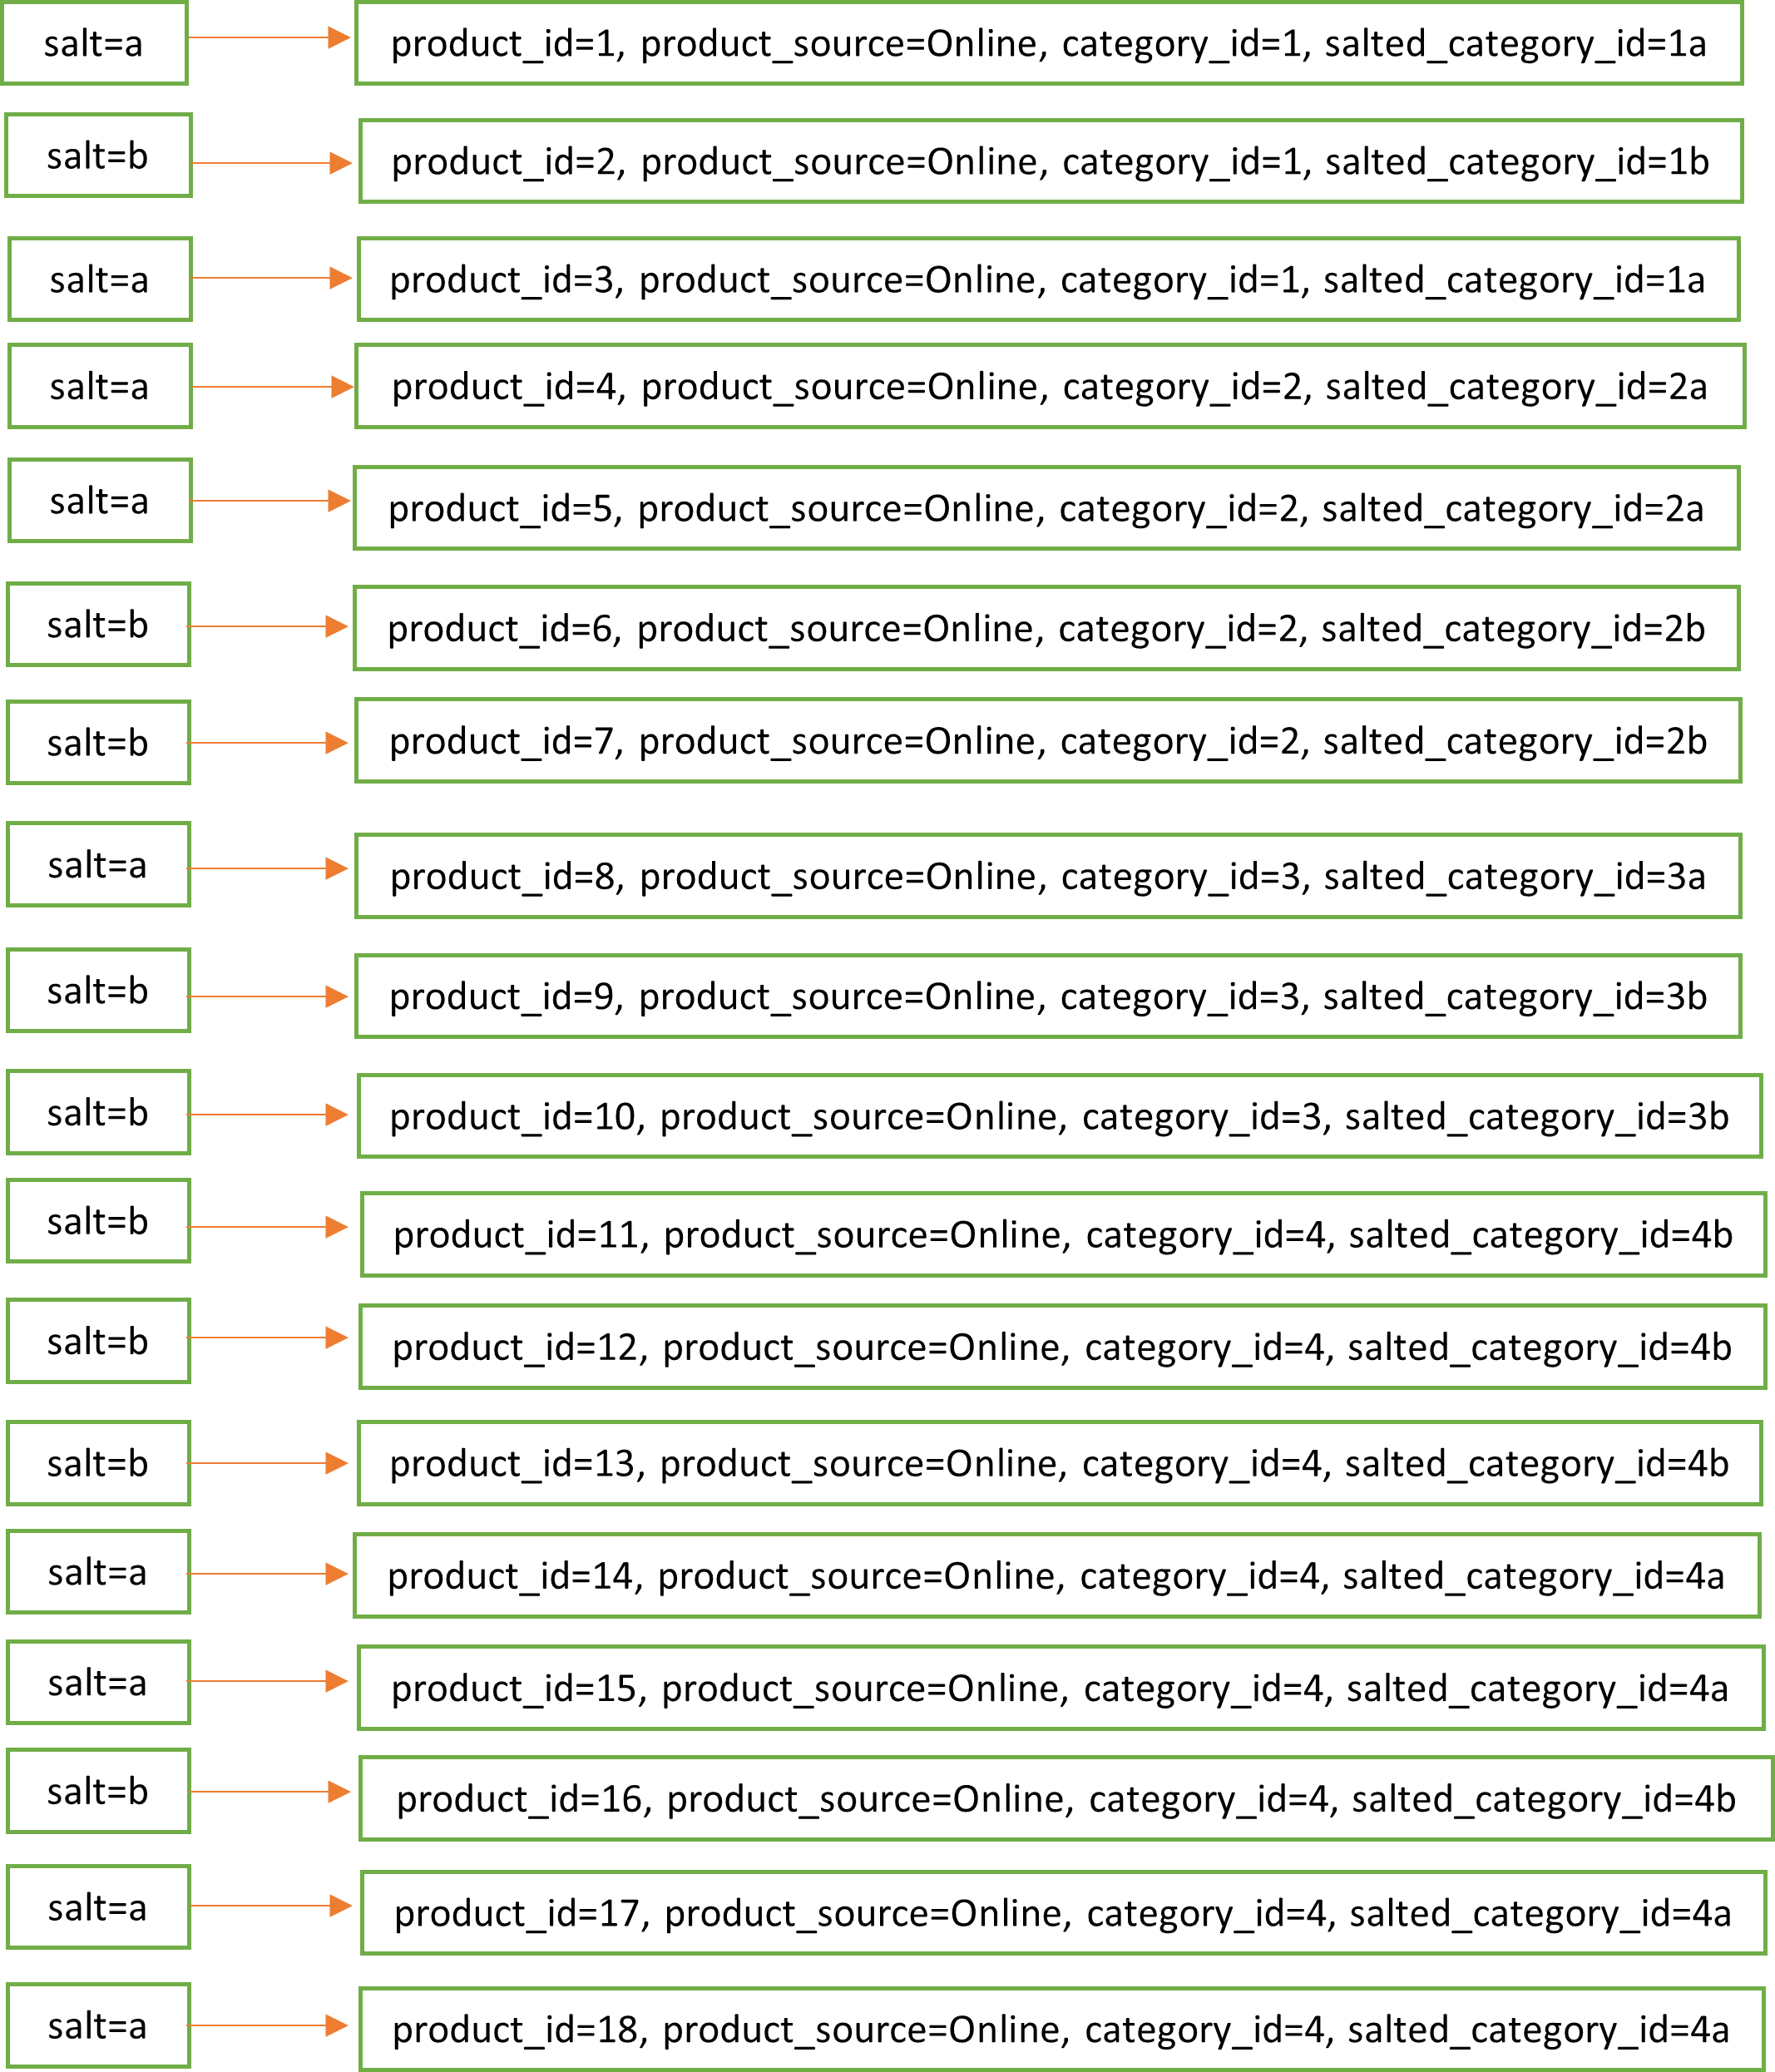 salt=a product_id=1, product_source=Online, category_id=1, salted_category_id=1a
salt=b product_id=2, product_source=Online, category_id=1, salted_category_id=1b
salt=a product_id=3, product_source=Online, category_id=1, salted_category_id=1a
salt=a product_id=4, product_source=Online, category_id=2, salted_category_id=2a
salt=a product_id=5, product_source=Online, category_id=2, salted_category_id=2a
salt=b product_id=6, product_source=Online, category_id=2, salted_category_id=2b
salt=b product_id=7, product_source=Online, category_id=2, salted_category_id=2b
salt=a product_id=8, product_source=Online, category_id=3, salted_category_id=3a
salt=b product_id=9, product_source=Online, category_id=3, salted_category_id=3b
salt=b product_id=10, product_source=Online, category_id=3, salted_category_id=3b
salt=b product_id=11, product_source=Online, category_id=4, salted_category_id=4b
salt=b product_id=12, product_source=Online, category_id=4, salted_category_id=4b
salt=b product_id=13, product_source=Online, category_id=4, salted_category_id=4b
salt=a product_id=14, product_source=Online, category_id=4, salted_category_id=4a
salt=a product_id=15, product_source=Online, category_id=4, salted_category_id=4a
salt=b product_id=16, product_source=Online, category_id=4, salted_category_id=4b
salt=a product_id=17, product_source=Online, category_id=4, salted_category_id=4a
salt=a product_id=18, product_source=Online, category_id=4, salted_category_id=4a